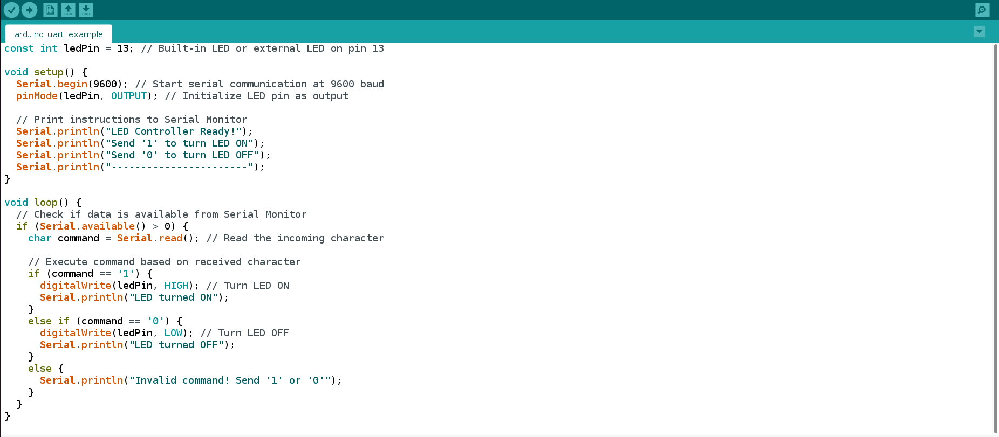 arduino_uart_example
const int ledPin = 13; // Built-in LED or external LED on pin 13
void setup() {
  Serial.begin(9600); // Start serial communication at 9600 baud
  pinMode(ledPin, OUTPUT); // Initialize LED pin as output
  // Print instructions to Serial Monitor
  Serial.println("LED Controller Ready!");
  Serial.println("Send '1' to turn LED ON");
  Serial.println("Send '0' to turn LED OFF");
  Serial.println("-----------------------");
}
void loop() {
  // Check if data is available from Serial Monitor
  if (Serial.available() > 0) {
    char command = Serial.read(); // Read the incoming character
    // Execute command based on received character
    if (command == '1') {
      digitalWrite(ledPin, HIGH); // Turn LED ON
      Serial.println("LED turned ON");
    }
    else if (command == '0') {
      digitalWrite(ledPin, LOW); // Turn LED OFF
      Serial.println("LED turned OFF");
    }
    else {
      Serial.println("Invalid command! Send '1' or '0'");
    }
  }
}